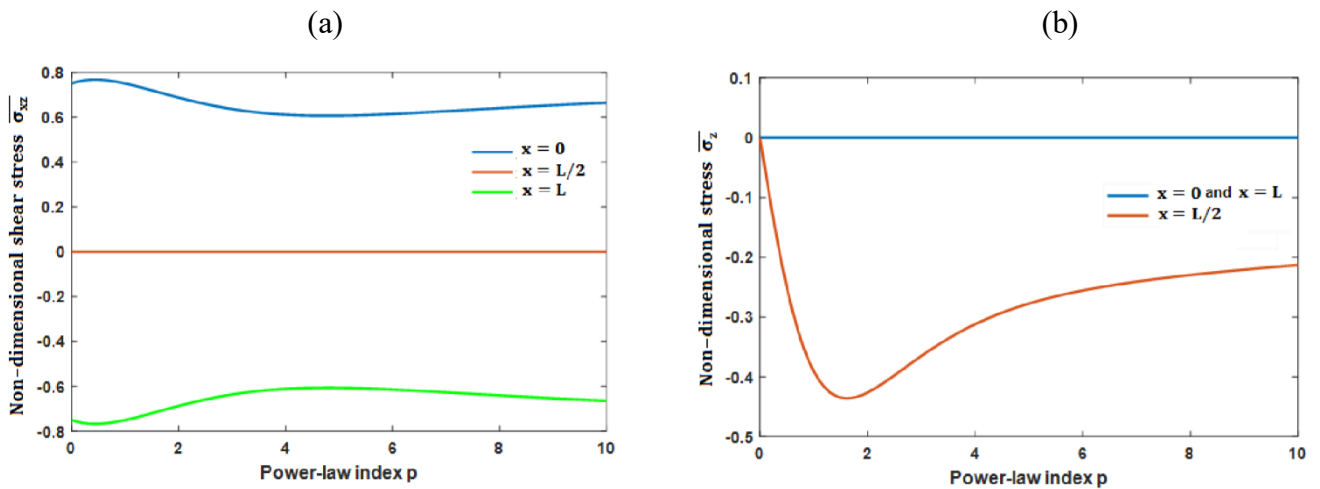 (a)
Non-dimensional shear stress σxz
0.8
0.6
0.4
0.2
0
-0.2
-0.4
-0.6
-0.8
x = 0
x = L/2
x = L
0 2 4 6 8 10
Power-law index p
(b)
Non-dimensional stress σz
0.1
0
-0.1
-0.2
-0.3
-0.4
-0.5
x = 0 and x = L
x = L/2
0 2 4 6 8 10
Power-law index p